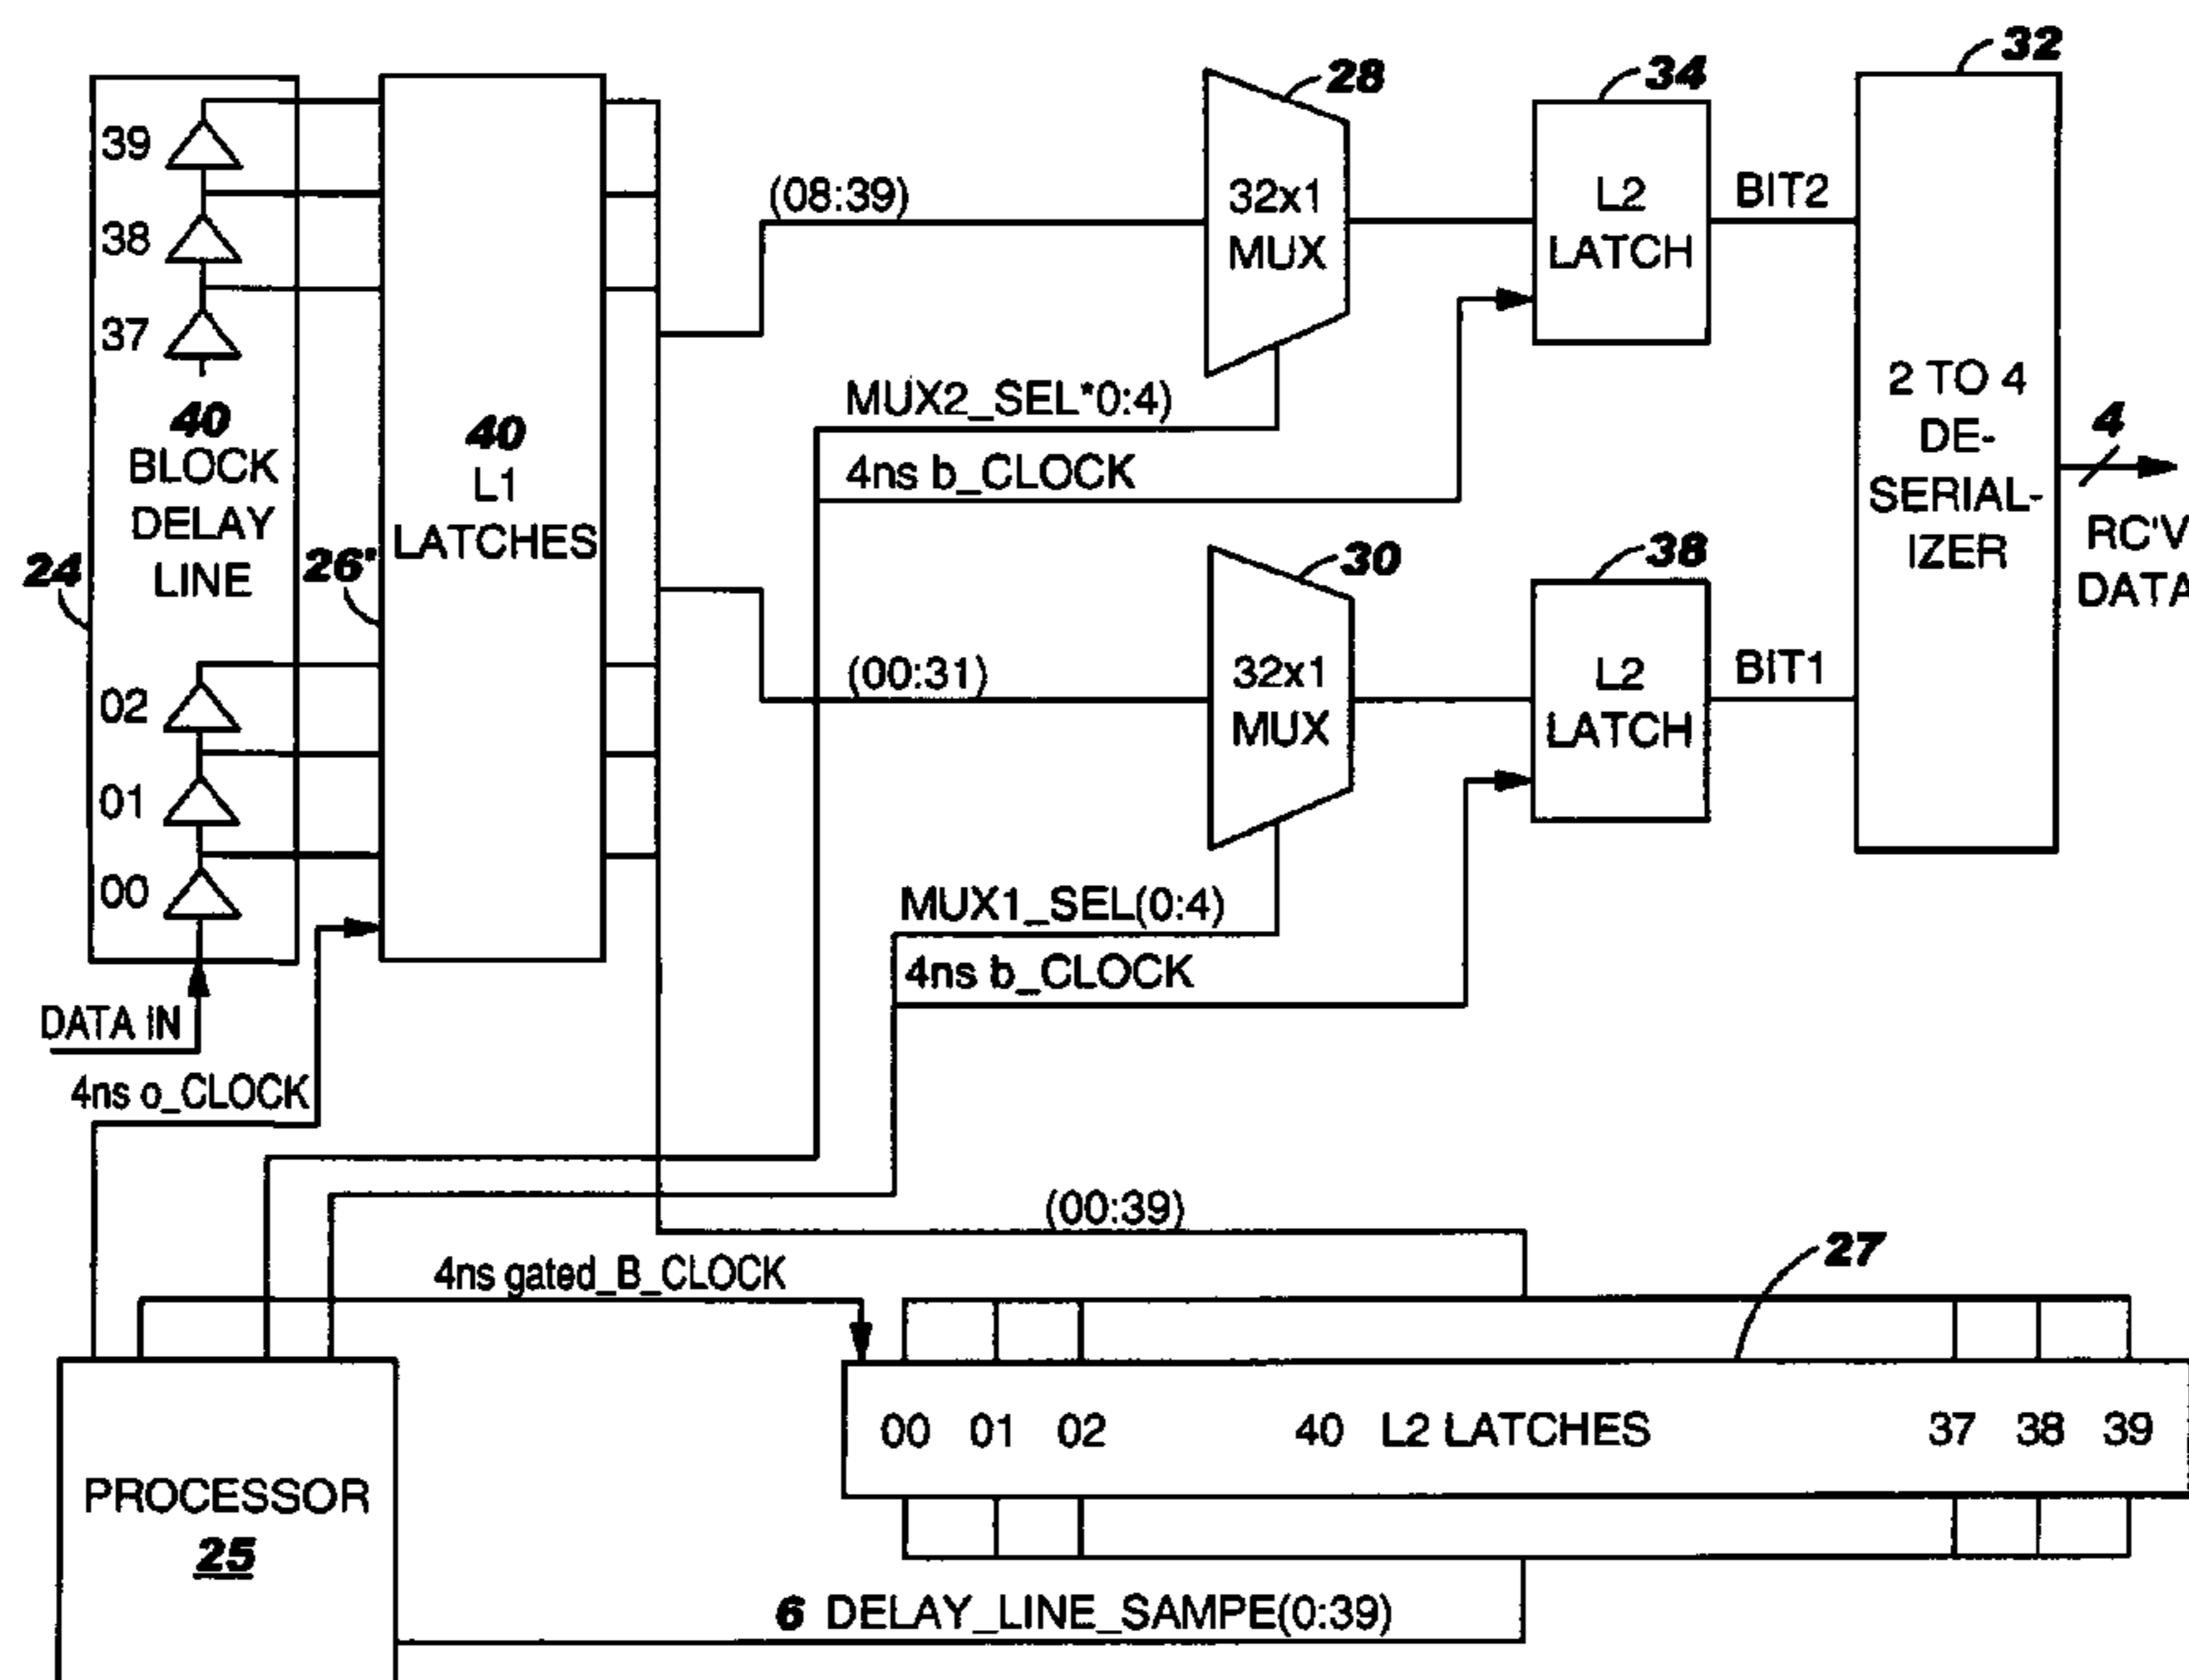 32
28
34
39
38
37
40
BLOCK
DELAY
LINE
24
02
01
00
DATA IN
4ns o_CLOCK
40
L1
LATCHES
26'
(08:39)
32x1
MUX
L2
LATCH
BIT2
MUX2_SEL*0:4)
4ns b_CLOCK
2 TO 4
DE-
SERIAL-
IZER
4
RC'V
DATA
30
38
(00:31)
32x1
MUX
L2
LATCH
BIT1
MUX1_SEL(0:4)
4ns b_CLOCK
(00:39)
4ns gated_B_CLOCK
27
00 01 02 40 L2 LATCHES 37 38 39
PROCESSOR
25
6 DELAY_LINE_SAMPE(0:39)